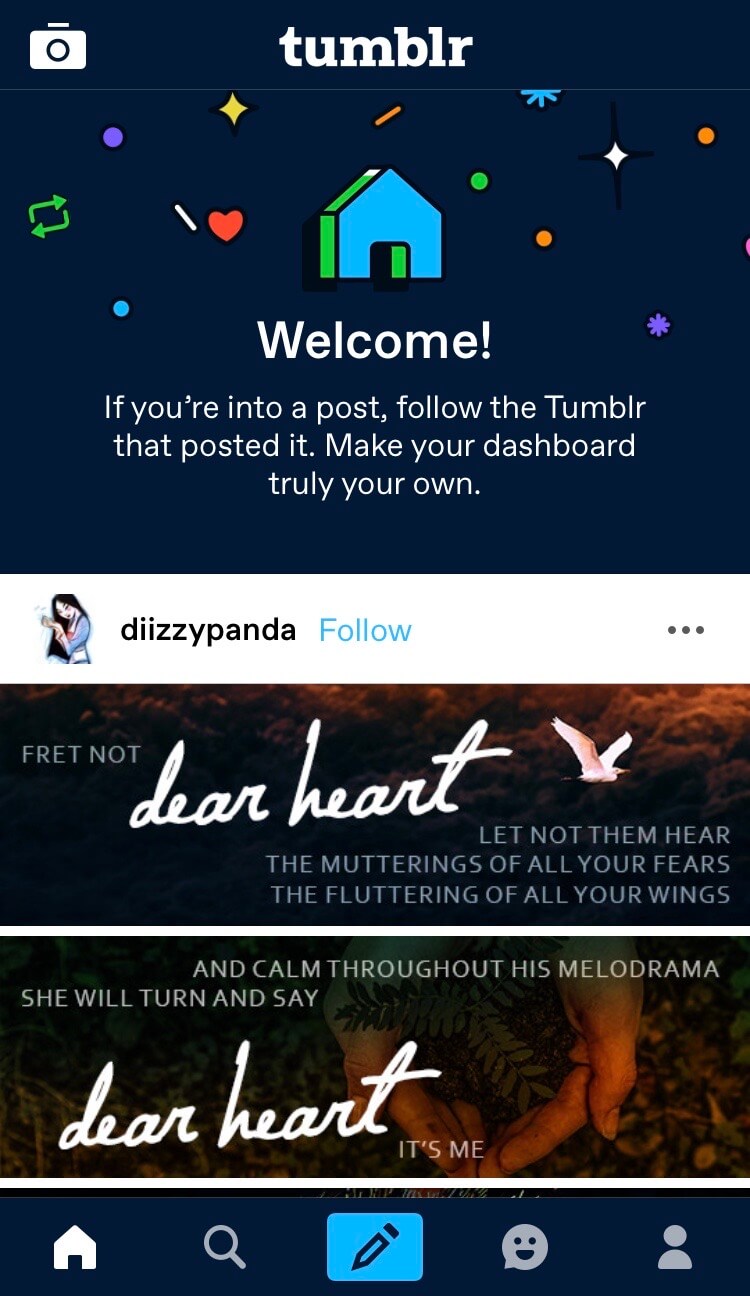 tumblr
Welcome!
If you’re into a post, follow the Tumblr
that posted it. Make your dashboard
truly your own.
diizzypanda Follow
FRET NOT
dear heart
LET NOT THEM HEAR
THE MUTTERINGS OF ALL YOUR FEARS
THE FLUTTERING OF ALL YOUR WINGS
AND CALM THROUGHOUT HIS MELODRAMA
SHE WILL TURN AND SAY
dear heart
IT'S ME